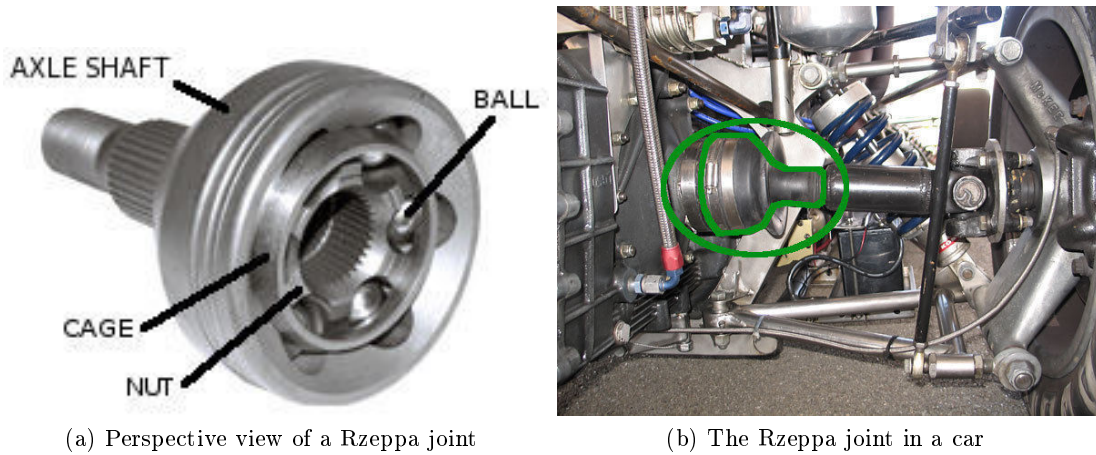 AXLE SHAFT
BALL
CAGE
NUT
(a) Perspective view of a Rzeppa joint
(b) The Rzeppa joint in a car